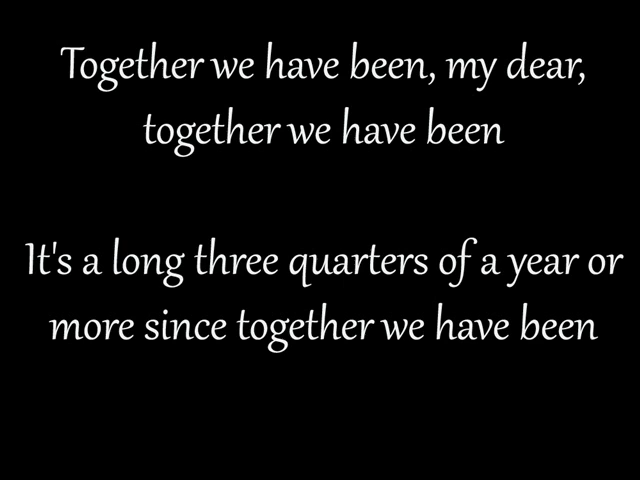 Together we have been, my dear,
together we have been
It's a long three quarters of a year or
more since together we have been